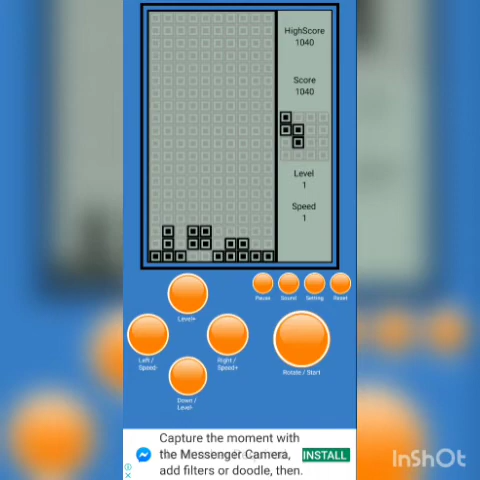 HighScore
1040
Score
1040
Level
1
Speed
1
Pause
Sound
Setting
Reset
Level+
Left /
Speed-
Right /
Speed+
Rotate / Start
Down /
Level-
Capture the moment with
the Messenger Camera,
add filters or doodle, then.
INSTALL
InShOt